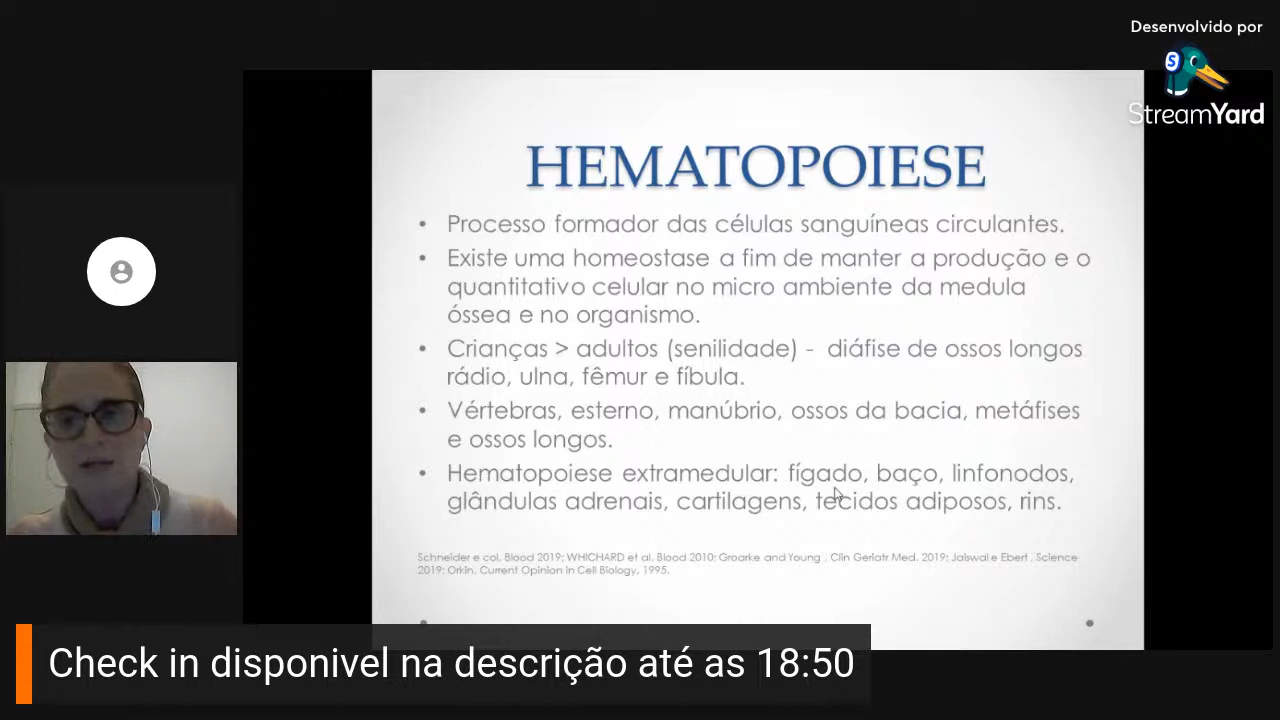 Desenvolvido por
StreamYard
HEMATOPOIESE
• Processo formador das células sanguíneas circulantes.
• Existe uma homeostase a fim de manter a produção e o
quantitativo celular no micro ambiente da medula
óssea e no organismo.
• Crianças > adultos (senilidade) - diáfise de ossos longos
rádio, ulna, fêmur e fíbula.
• Vértebras, esterno, manúbrio, ossos da bacia, metáfises
e ossos longos.
• Hematopoiese extramedular: fígado, baço, linfonodos,
glândulas adrenais, cartilagens, tecidos adiposos, rins.
Schneider e col. Blood 2019; WHICHARD et al. Blood 2010; Groarke and Young . Clin Geriatr Med. 2019; Jaiswal e Ebert . Science
2019; Orkin. Current Opinion in Cell Biology. 1995.
Check in disponivel na descrição até as 18:50